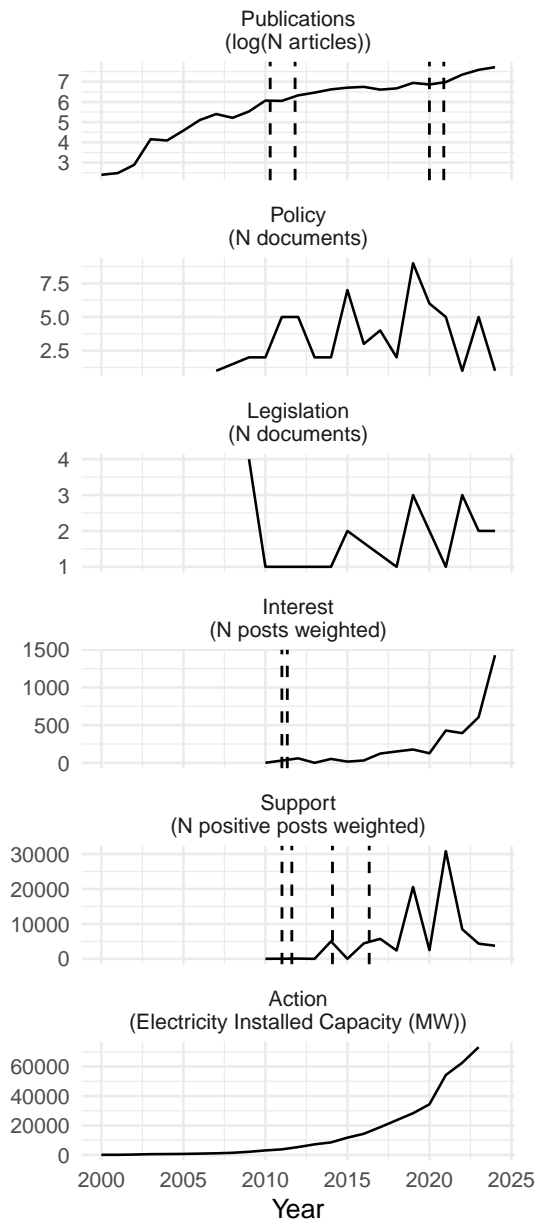 Publications
(log(N articles))
7
6
5
4
3
Policy
(N documents)
7.5
5.0
2.5
Legislation
(N documents)
4
3
2
1
Interest
(N posts weighted)
1500
1000
500
0
Support
(N positive posts weighted)
30000
20000
10000
0
Action
(Electricity Installed Capacity (MW))
60000
40000
20000
0
2000 2005 2010 2015 2020 2025
Year